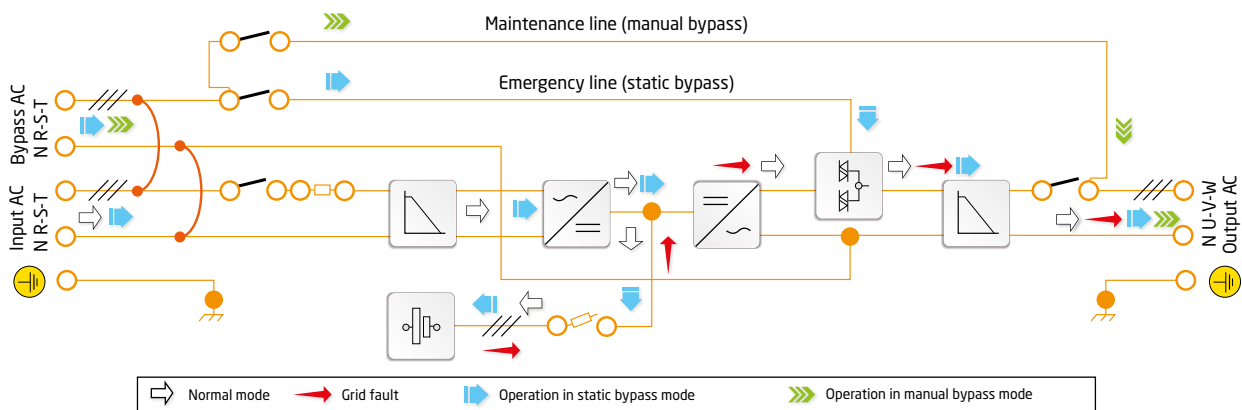 Maintenance line (manual bypass)
Emergency line (static bypass)
Bypass AC
N R-S-T
Input AC
N R-S-T
N U-V-W
Output AC
Normal mode
Grid fault
Operation in static bypass mode
Operation in manual bypass mode